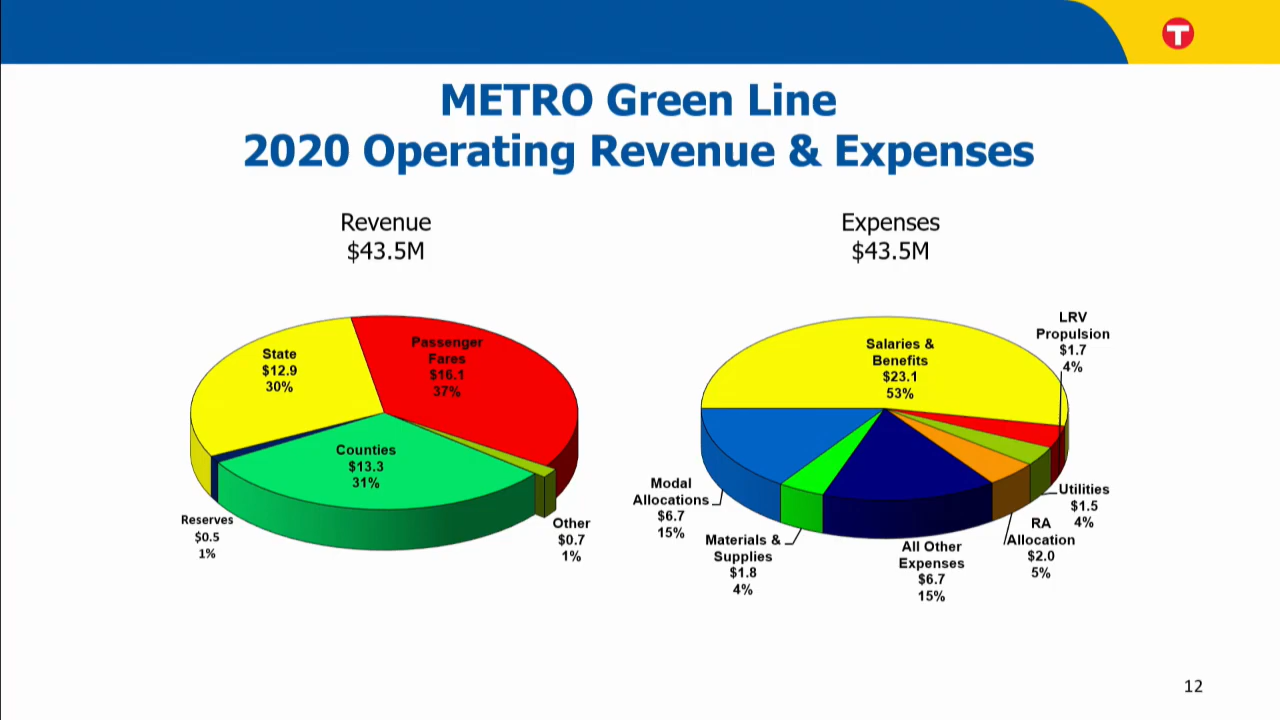 T
METRO Green Line
2020 Operating Revenue & Expenses
Revenue
$43.5M
Expenses
$43.5M
State
$12.9
30%
Passenger
Fares
$16.1
37%
Counties
$13.3
31%
Reserves
$0.5
1%
Other
$0.7
1%
Salaries &
Benefits
$23.1
53%
LRV
Propulsion
$1.7
4%
Utilities
$1.5
4%
RA
Allocation
$2.0
5%
All Other
Expenses
$6.7
15%
Materials &
Supplies
$1.8
4%
Modal
Allocations
$6.7
15%
12